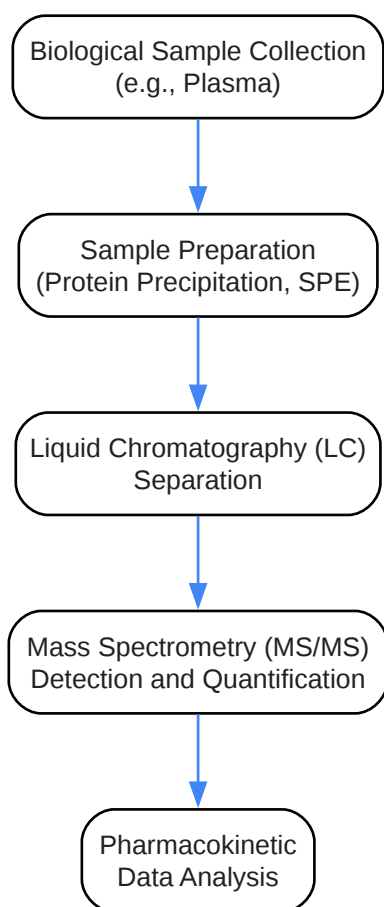 Biological Sample Collection
(e.g., Plasma)
Sample Preparation
(Protein Precipitation, SPE)
Liquid Chromatography (LC)
Separation
Mass Spectrometry (MS/MS)
Detection and Quantification
Pharmacokinetic
Data Analysis